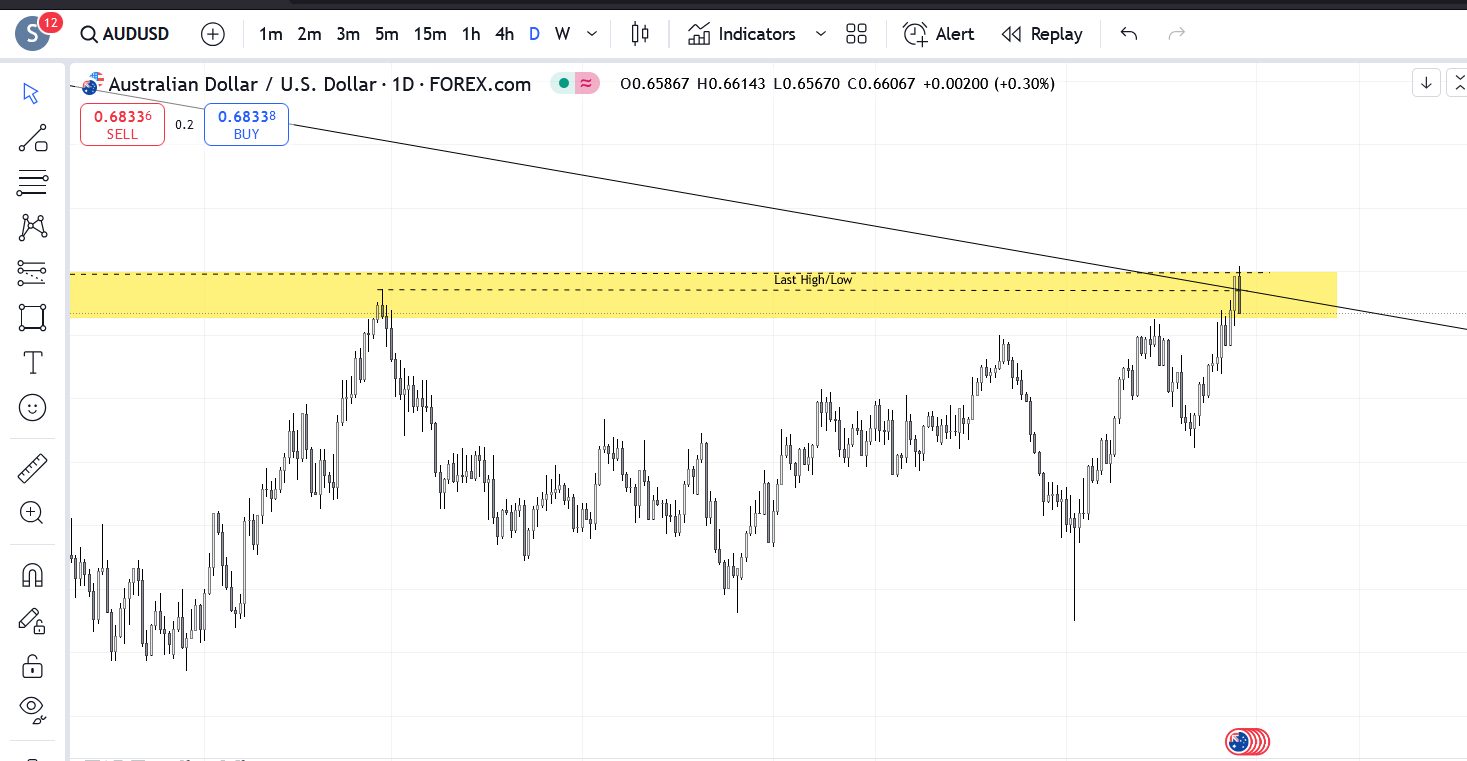 S 12 AUDUSD 1m 2m 3m 5m 15m 1h 4h D W Indicators Alert Replay
Australian Dollar / U.S. Dollar · 1D · FOREX.com O0.65867 H0.66143 L0.65670 C0.66067 +0.00200 (+0.30%)
0.68336 0.2 0.68338
SELL BUY
Last High/Low
T